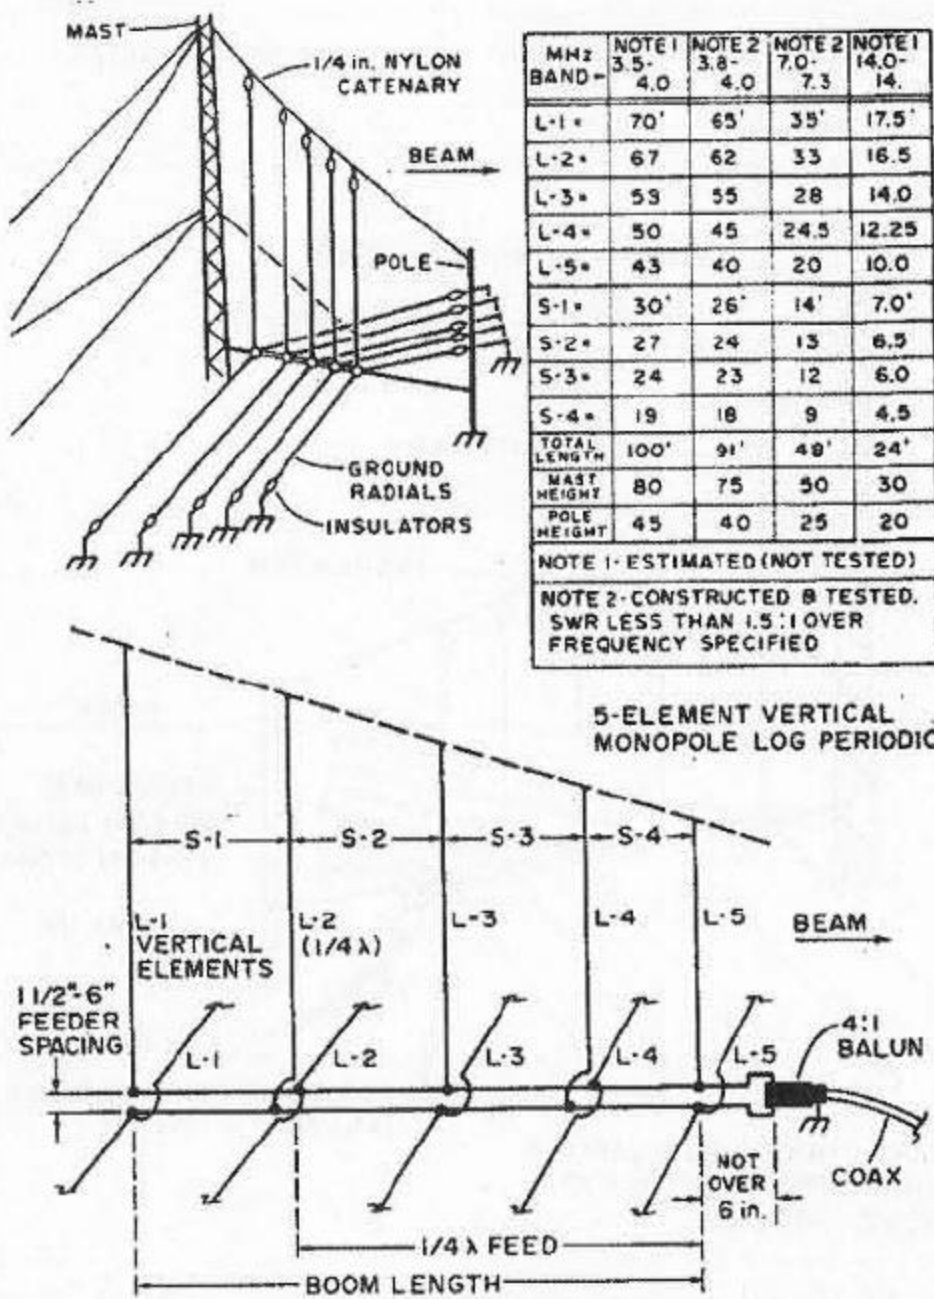 MAST
1/4 in. NYLON
CATENARY
BEAM
POLE
GROUND
RADIALS
INSULATORS
MHz BAND- NOTE 1 3.5- 4.0 NOTE 2 3.8- 4.0 NOTE 2 7.0- 7.3 NOTE 1 14.0- 14.
L-1= 70' 65' 35' 17.5'
L-2= 67 62 33 16.5
L-3= 59 55 28 14.0
L-4= 50 45 24.5 12.25
L-5= 43 40 20 10.0
S-1= 30' 26' 14' 7.0'
S-2= 27 24 13 6.5
S-3= 24 23 12 6.0
S-4= 19 18 9 4.5
TOTAL LENGTH 100' 91' 48' 24'
MAST HEIGHT 80 75 50 30
POLE HEIGHT 45 40 25 20
NOTE 1- ESTIMATED (NOT TESTED)
NOTE 2-CONSTRUCTED & TESTED.
SWR LESS THAN 1.5:1 OVER
FREQUENCY SPECIFIED
5-ELEMENT VERTICAL
MONOPOLE LOG PERIODIC
S-1 S-2 S-3 S-4
L-1 L-2 L-3 L-4 L-5
VERTICAL
ELEMENTS
(1/4 λ)
BEAM
1 1/2"-6"
FEEDER
SPACING
L-1 L-2 L-3 L-4 L-5
4:1
BALUN
NOT
OVER
6 in.
COAX
1/4 λ FEED
BOOM LENGTH